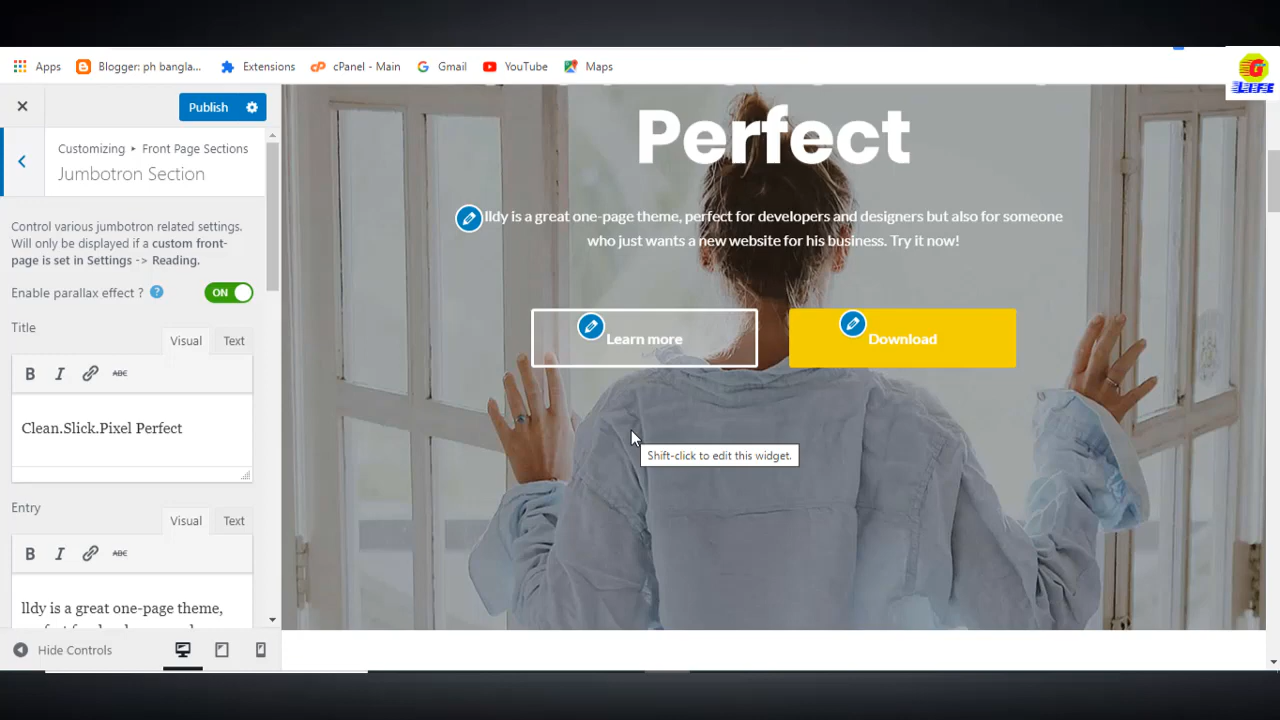 Apps
Blogger: ph bangla...
Extensions
cPanel - Main
Gmail
YouTube
Maps
G
LIFE
Publish
Customizing ▸ Front Page Sections
Jumbotron Section
Control various jumbotron related settings.
Will only be displayed if a custom front-
page is set in Settings -> Reading.
Enable parallax effect ?
ON
Title
Visual
Text
B I ABC
Clean.Slick.Pixel Perfect
Entry
Visual
Text
B I ABC
lldy is a great one-page theme,
Hide Controls
Perfect
lldy is a great one-page theme, perfect for developers and designers but also for someone
who just wants a new website for his business. Try it now!
Learn more
Download
Shift-click to edit this widget.